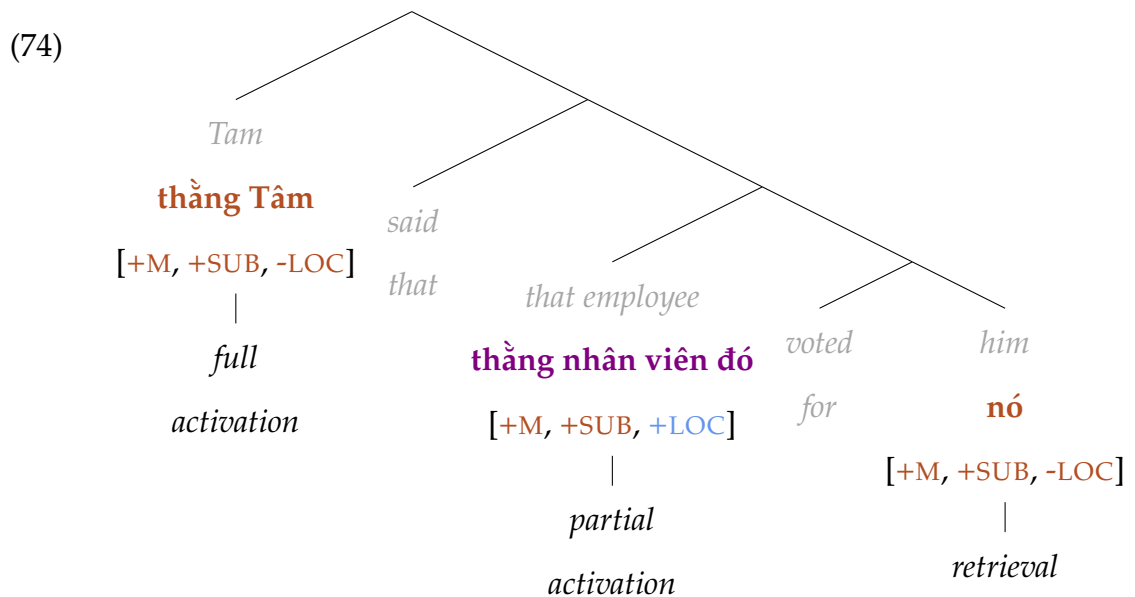 (74)
Tam
thằng Tâm
[+M, +SUB, -LOC]
full
activation
said
that
that employee
thằng nhân viên đó
[+M, +SUB, +LOC]
partial
activation
voted
for
him
nó
[+M, +SUB, -LOC]
retrieval